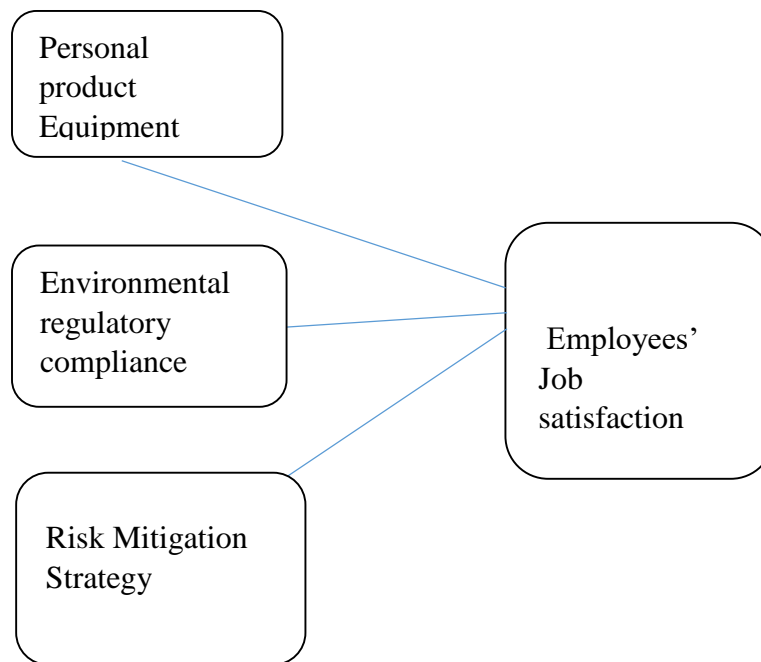 Personal
product
Equipment
Environmental
regulatory
compliance
Employees’
Job
satisfaction
Risk Mitigation
Strategy